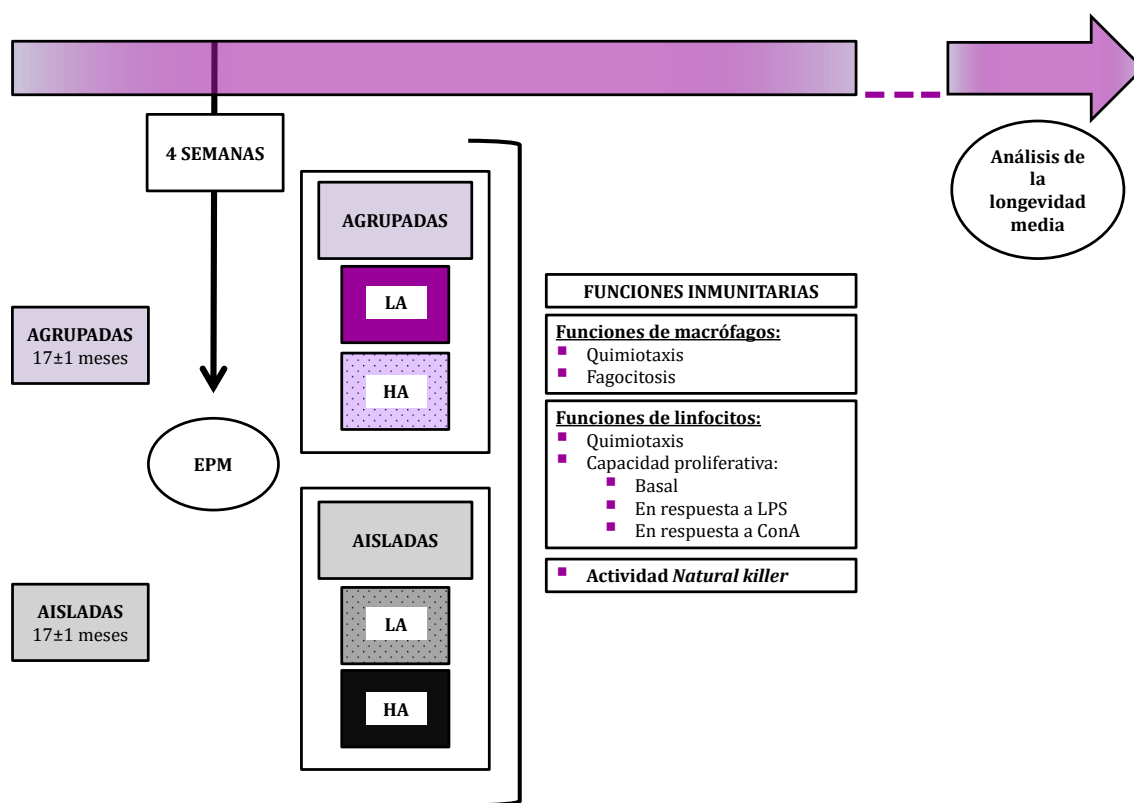 4 SEMANAS
AGRUPADAS
17±1 meses
AISLADAS
17±1 meses
EPM
AGRUPADAS
LA
HA
AISLADAS
LA
HA
FUNCIONES INMUNITARIAS
Funciones de macrófagos:
Quimiotaxis
Fagocitosis
Funciones de linfocitos:
Quimiotaxis
Capacidad proliferativa:
Basal
En respuesta a LPS
En respuesta a ConA
Actividad Natural killer
Análisis de
la
longevidad
media